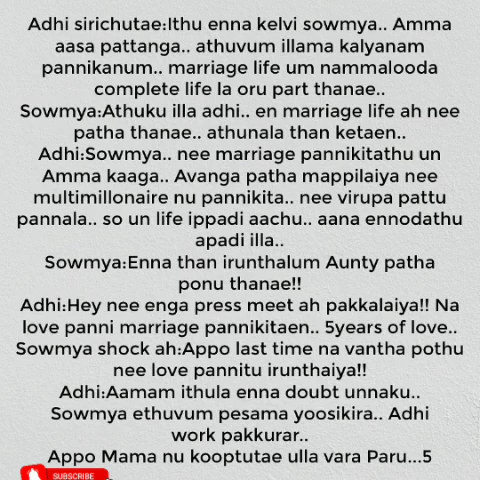 Adhi sirichutae:Ithu enna kelvi sowmya.. Amma
aasa pattanga.. athuvum illama kalyanam
pannikanum.. marriage life um nammalooda
complete life la oru part thanae..
Sowmya:Athuku illa adhi.. en marriage life ah nee
patha thanae.. athunala than ketaen..
Adhi:Sowmya.. nee marriage pannikitathu un
Amma kaaga.. Avanga patha mappilaiya nee
multimillonaire nu pannikita.. nee virupa pattu
pannala.. so un life ippadi aachu.. aana ennodathu
apadi illa..
Sowmya:Enna than irunthalum Aunty patha
ponu thanae!!
Adhi:Hey nee enga press meet ah pakkalaiya!! Na
love panni marriage pannikitaen.. 5years of love..
Sowmya shock ah:Appo last time na vantha pothu
nee love pannitu irunthaiya!!
Adhi:Aamam ithula enna doubt unnaku..
Sowmya ethuvum pesama yoosikira.. Adhi
work pakkurar..
Appo Mama nu kooptutae ulla vara Paru...5
SUBSCRIBE